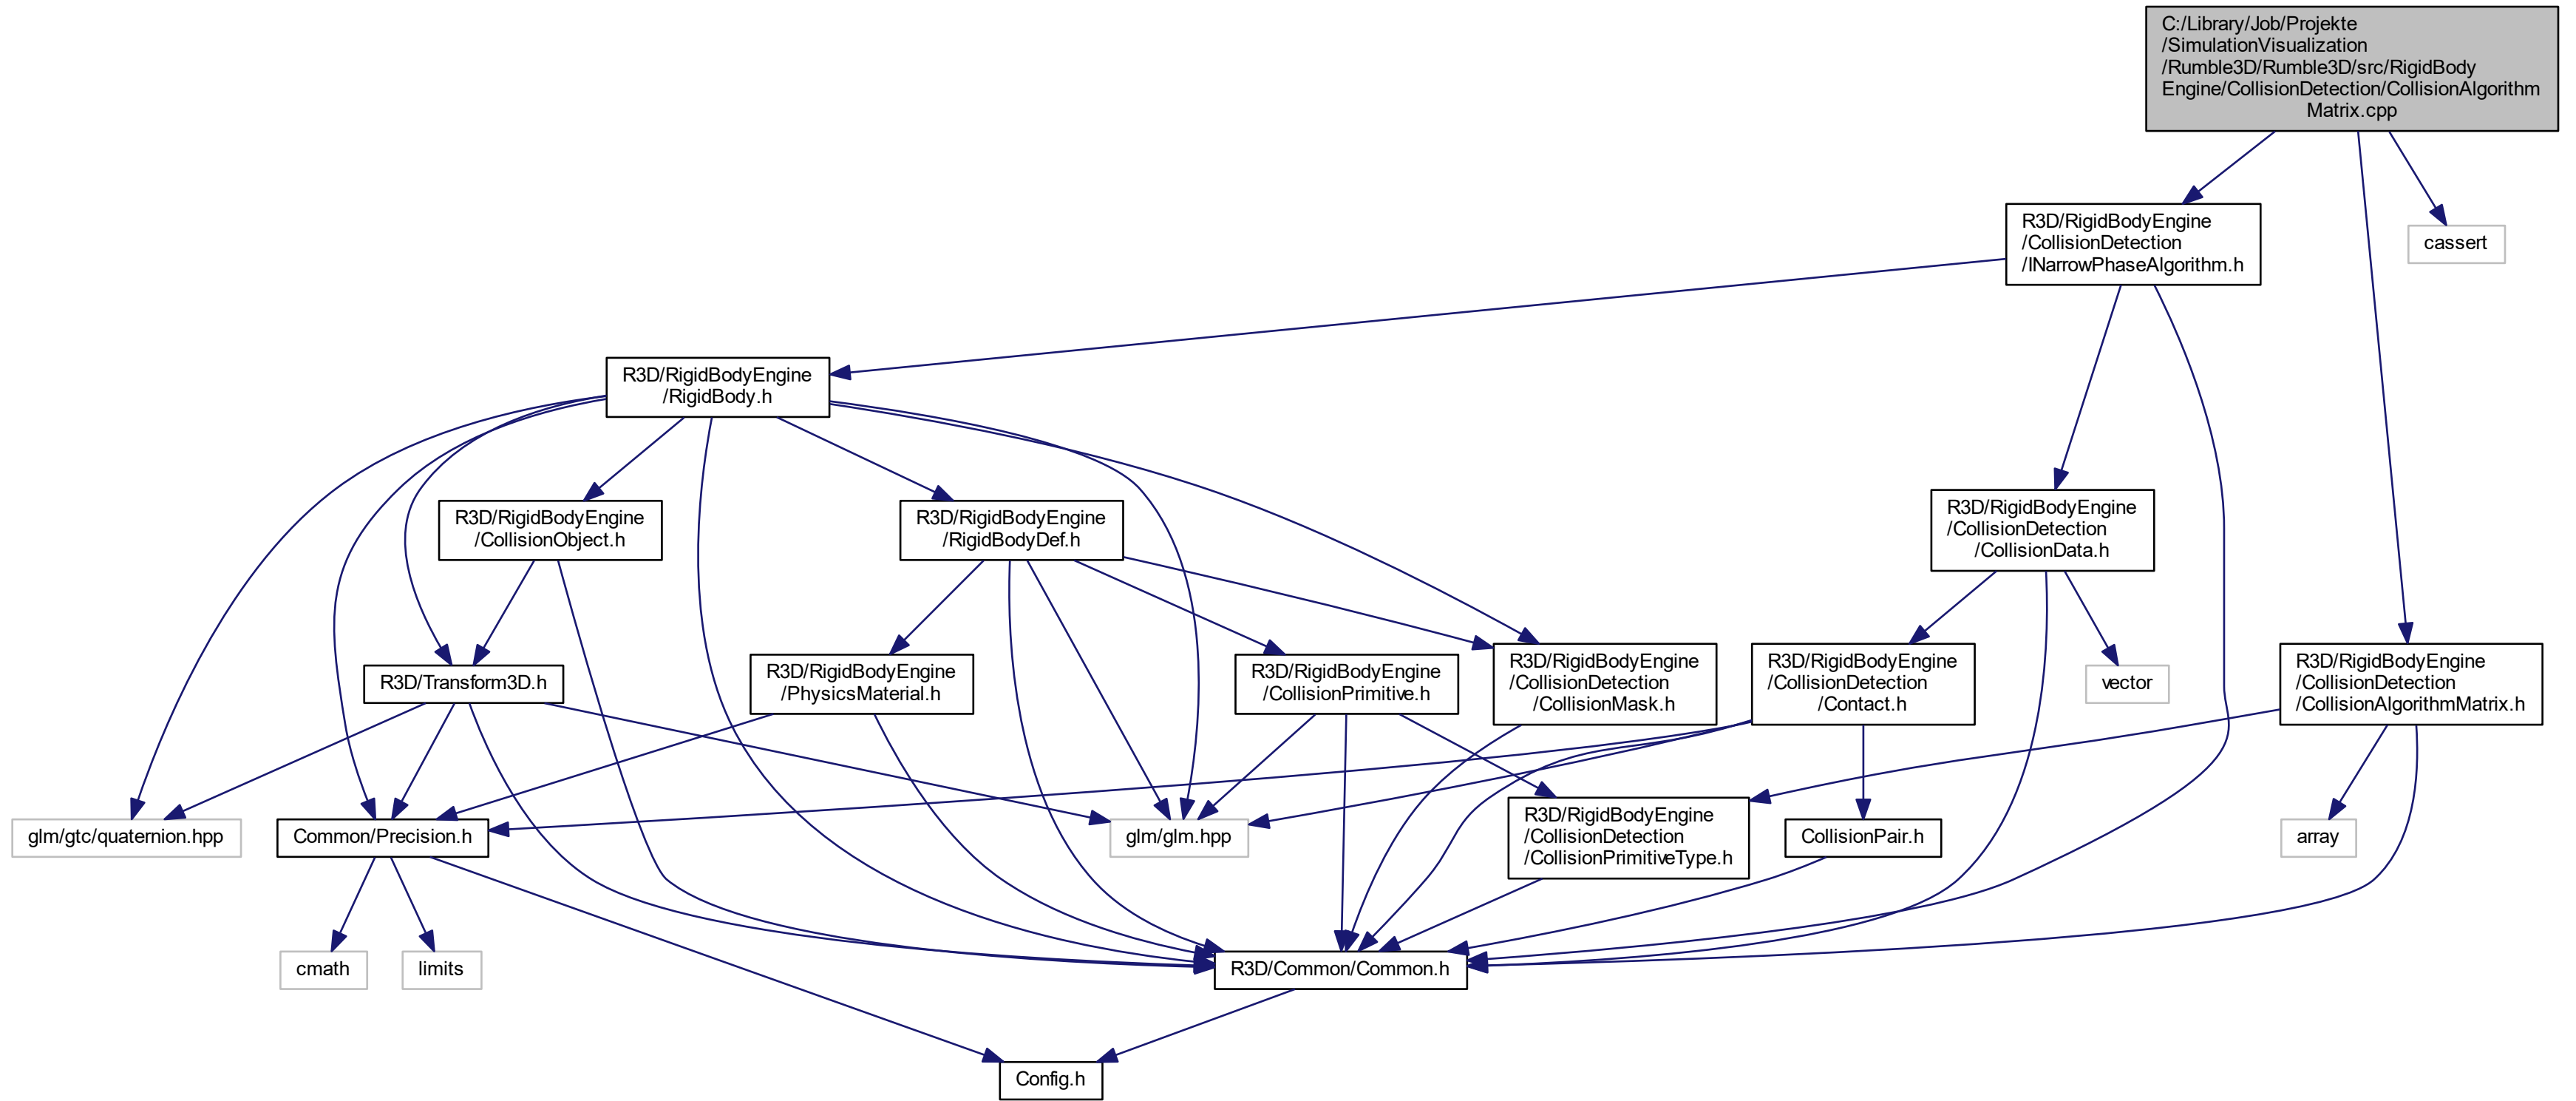 C:/Library/Job/Projekte
/SimulationVisualization
/Rumble3D/Rumble3D/src/RigidBody
Engine/CollisionDetection/CollisionAlgorithm
Matrix.cpp
R3D/RigidBodyEngine
/CollisionDetection
/INarrowPhaseAlgorithm.h
cassert
R3D/RigidBodyEngine
/RigidBody.h
R3D/RigidBodyEngine
/CollisionObject.h
R3D/RigidBodyEngine
/RigidBodyDef.h
R3D/RigidBodyEngine
/CollisionDetection
/CollisionData.h
R3D/Transform3D.h
R3D/RigidBodyEngine
/PhysicsMaterial.h
R3D/RigidBodyEngine
/CollisionPrimitive.h
R3D/RigidBodyEngine
/CollisionDetection
/CollisionMask.h
R3D/RigidBodyEngine
/CollisionDetection
/Contact.h
vector
R3D/RigidBodyEngine
/CollisionDetection
/CollisionAlgorithmMatrix.h
glm/gtc/quaternion.hpp
Common/Precision.h
glm/glm.hpp
R3D/RigidBodyEngine
/CollisionDetection
/CollisionPrimitiveType.h
CollisionPair.h
array
cmath
limits
R3D/Common/Common.h
Config.h